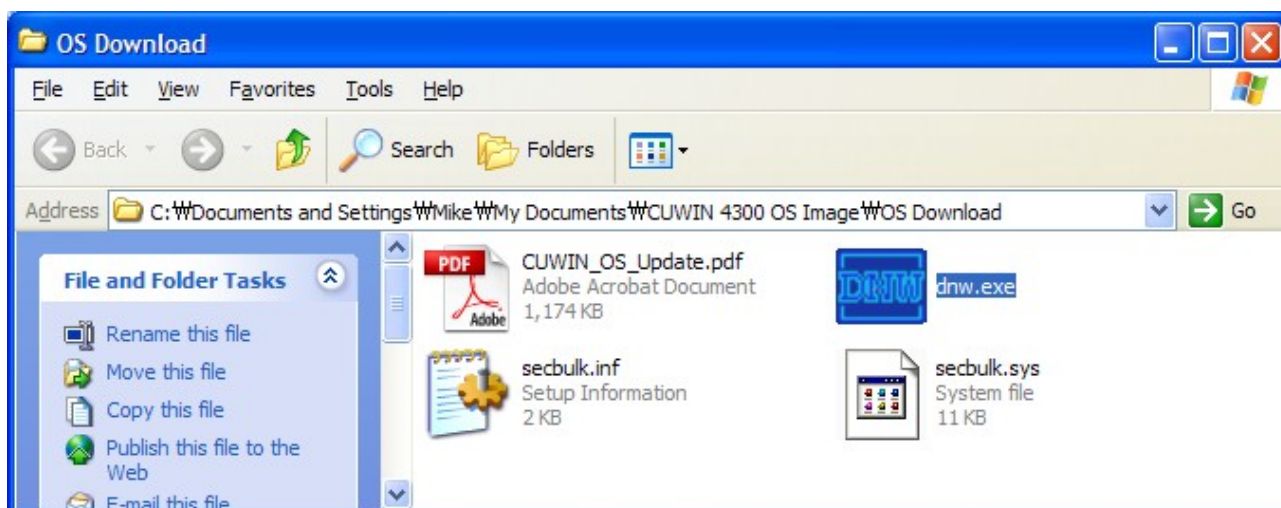 OS Download
File Edit View Favorites Tools Help
Back Search Folders
Address C:₩Documents and Settings₩Mike₩My Documents₩CUWIN 4300 OS Image₩OS Download Go
File and Folder Tasks
Rename this file
Move this file
Copy this file
Publish this file to the
Web
E-mail this file
PDF
Adobe
CUWIN_OS_Update.pdf
Adobe Acrobat Document
1,174 KB
DNW
dnw.exe
secbulk.inf
Setup Information
2 KB
secbulk.sys
System file
11 KB